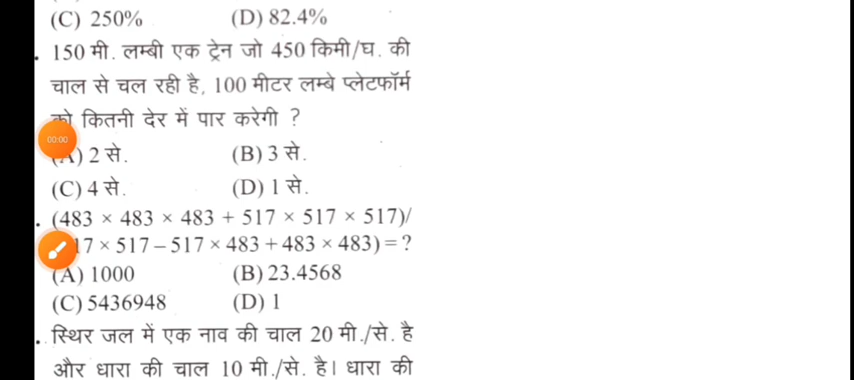 (C) 250% (D) 82.4%
. 150 मी. लम्बी एक ट्रेन जो 450 किमी/घ. की
चाल से चल रही है, 100 मीटर लम्बे प्लेटफॉर्म
को कितनी देर में पार करेगी ?
00:00
(A) 2 से. (B) 3 से.
(C) 4 से. (D) 1 से.
. (483 × 483 × 483 + 517 × 517 × 517)/
17 × 517 – 517 × 483 + 483 × 483) = ?
(A) 1000 (B) 23.4568
(C) 5436948 (D) 1
. स्थिर जल में एक नाव की चाल 20 मी./से. है
और धारा की चाल 10 मी./से. है। धारा की